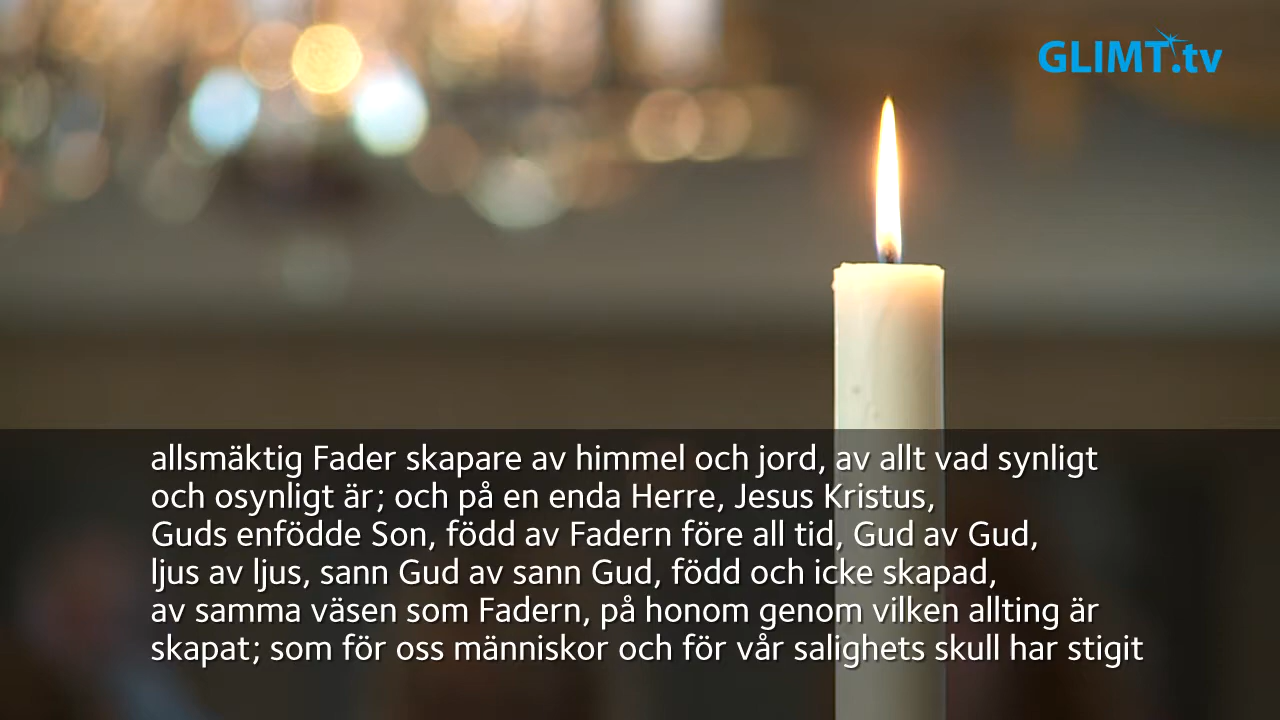 GLIMT.tv
allsmäktig Fader skapare av himmel och jord, av allt vad synligt
och osynligt är; och på en enda Herre, Jesus Kristus,
Guds enfödde Son, född av Fadern före all tid, Gud av Gud,
ljus av ljus, sann Gud av sann Gud, född och icke skapad,
av samma väsen som Fadern, på honom genom vilken allting är
skapat; som för oss människor och för vår salighets skull har stigit